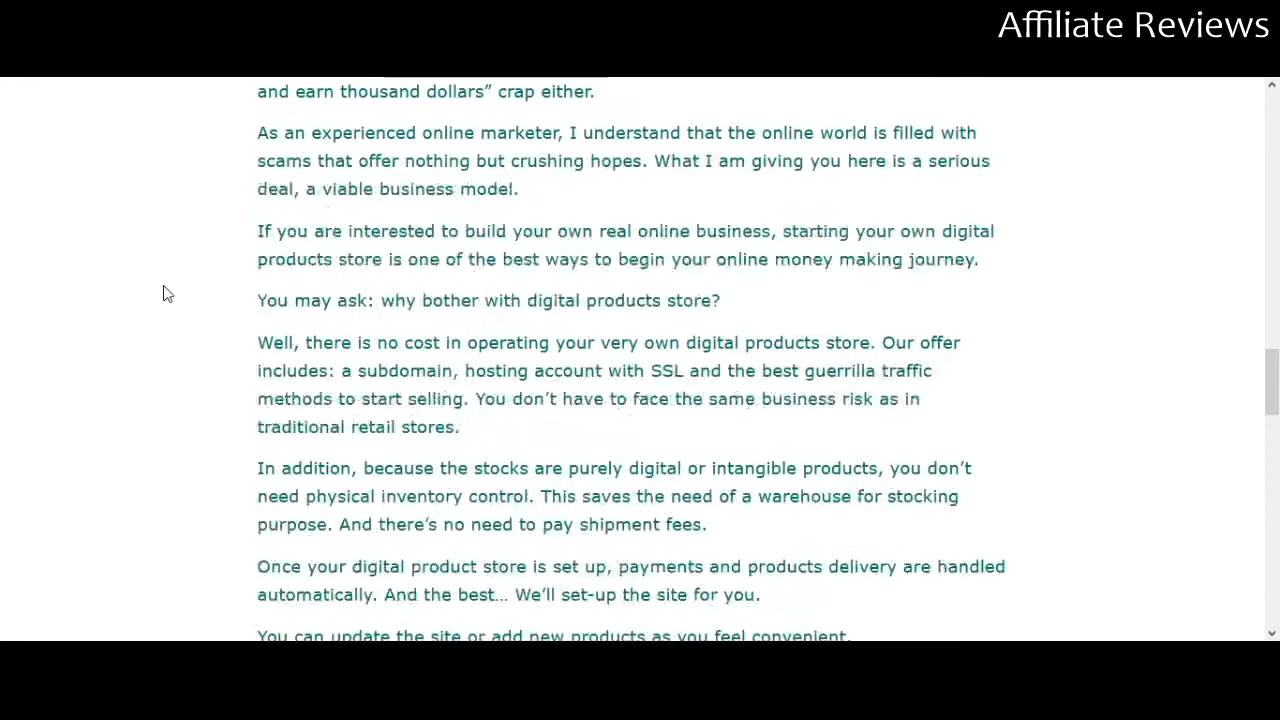 Affiliate Reviews
and earn thousand dollars” crap either.
As an experienced online marketer, I understand that the online world is filled with
scams that offer nothing but crushing hopes. What I am giving you here is a serious
deal, a viable business model.
If you are interested to build your own real online business, starting your own digital
products store is one of the best ways to begin your online money making journey.
You may ask: why bother with digital products store?
Well, there is no cost in operating your very own digital products store. Our offer
includes: a subdomain, hosting account with SSL and the best guerrilla traffic
methods to start selling. You don’t have to face the same business risk as in
traditional retail stores.
In addition, because the stocks are purely digital or intangible products, you don’t
need physical inventory control. This saves the need of a warehouse for stocking
purpose. And there’s no need to pay shipment fees.
Once your digital product store is set up, payments and products delivery are handled
automatically. And the best... We’ll set-up the site for you.
You can update the site or add new products as you feel convenient.